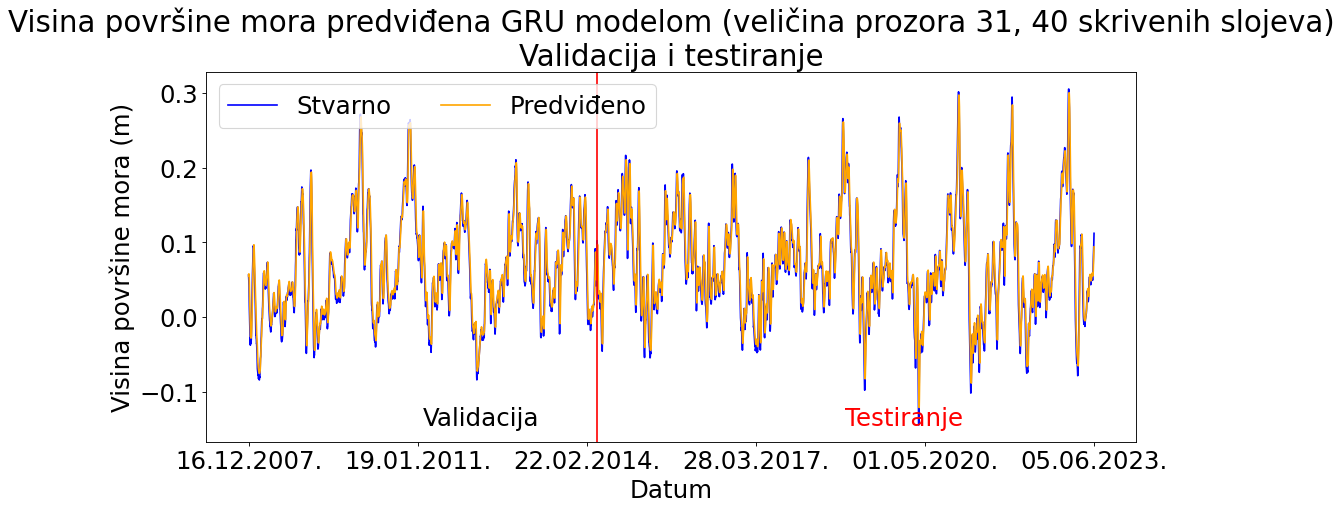 Visina površine mora predviđena GRU modelom (veličina prozora 31, 40 skrivenih slojeva)
Validacija i testiranje
Stvarno Predviđeno
Visina površine mora (m)
0.3
0.2
0.1
0.0
−0.1
Validacija Testiranje
16.12.2007. 19.01.2011. 22.02.2014. 28.03.2017. 01.05.2020. 05.06.2023.
Datum